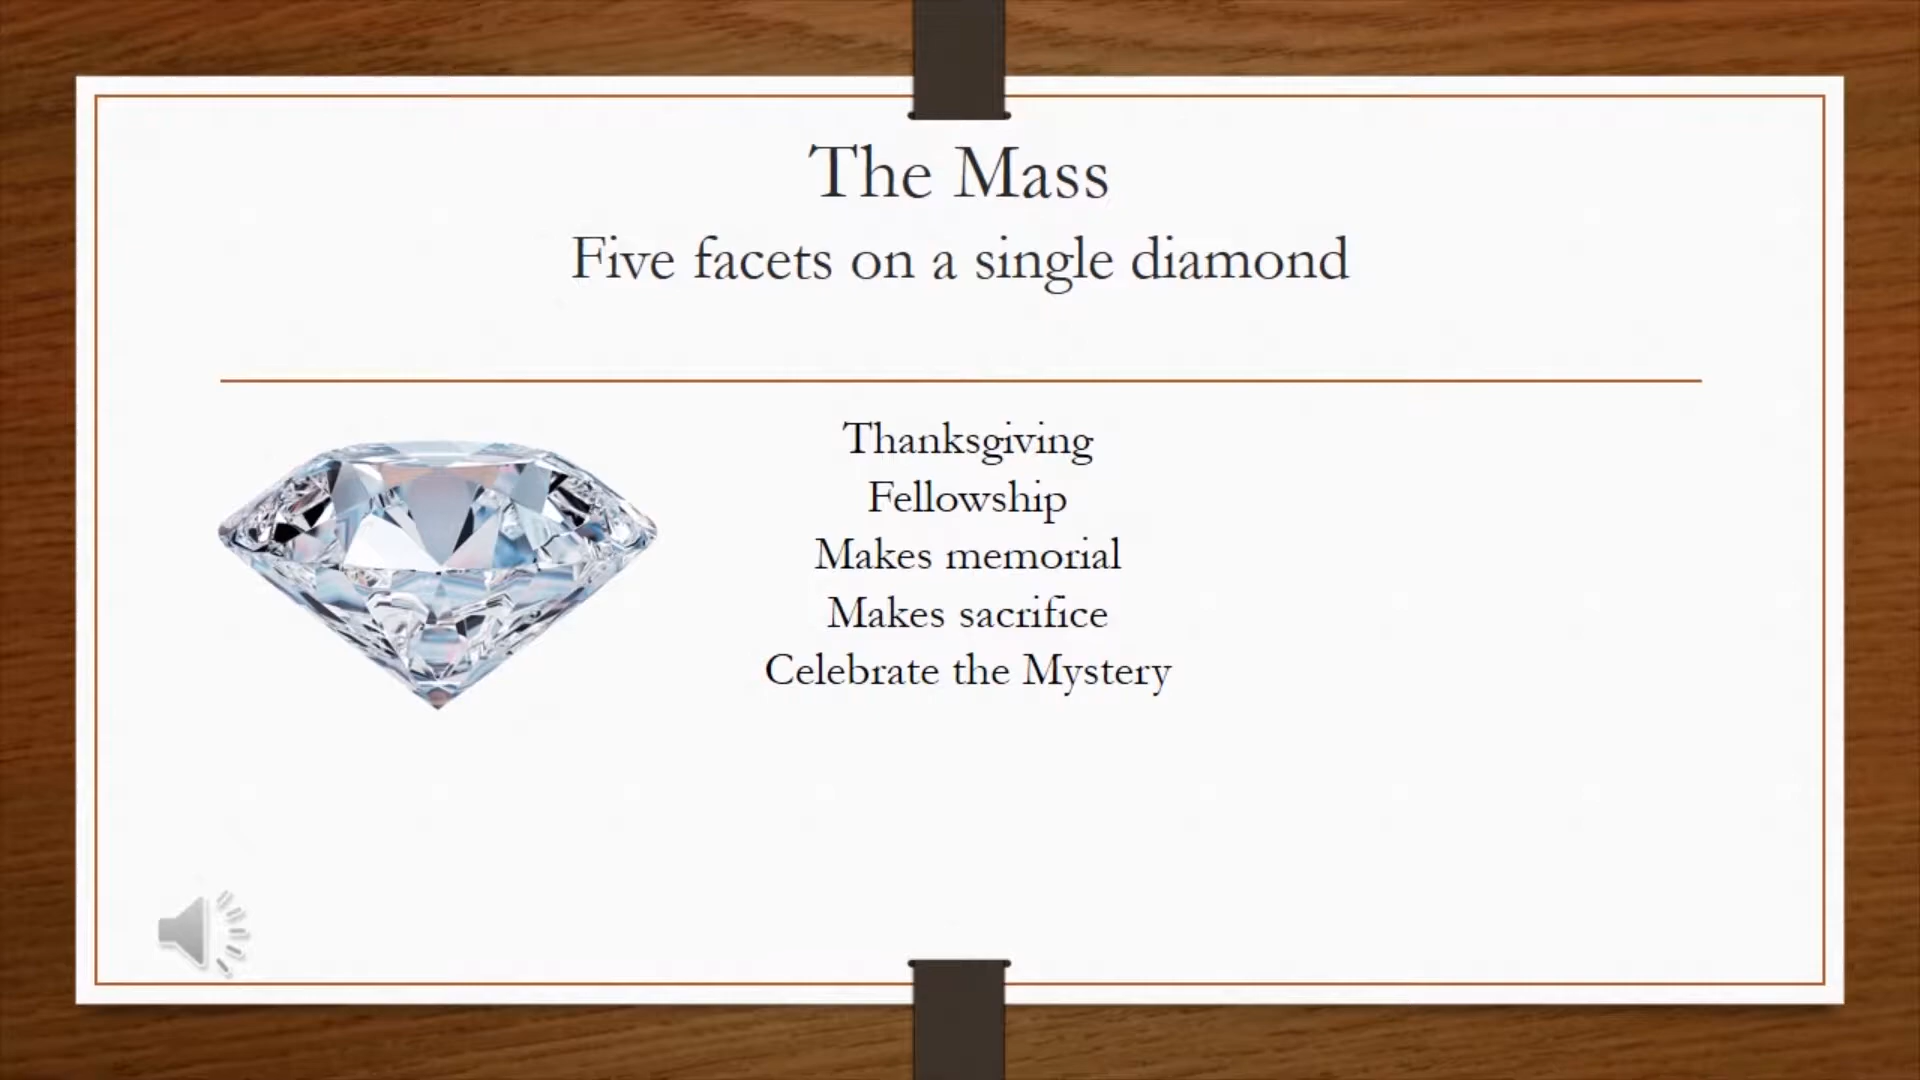 The Mass
Five facets on a single diamond
Thanksgiving
Fellowship
Makes memorial
Makes sacrifice
Celebrate the Mystery